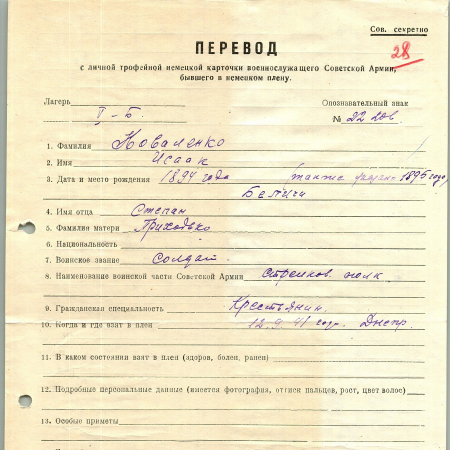 Сов. секретно
28
ПЕРЕВОД
с личной трофейной немецкой карточки военнослужащего Советской Армии,
бывшего в немецком плену.
Лагерь Опознавательный знак
I-Б. № 22 206
1. Фамилия Коваленко
2. Имя Исаак
3. Дата и место рождения 1894 года также 1895 года,
Беличи
4. Имя отца Степан
5. Фамилия матери Приходько
6. Национальность
7. Воинское звание солдат
8. Наименование воинской части Советской Армии стрелков. полк
9. Гражданская специальность Крестьянин.
10. Когда и где взят в плен 12.9.41 года. Днепр.
11. В каком состоянии взят в плен (здоров, болен, ранен)
12. Подробные персональные данные (имеется фотография, оттиск пальцев, рост, цвет волос)
13. Особые приметы